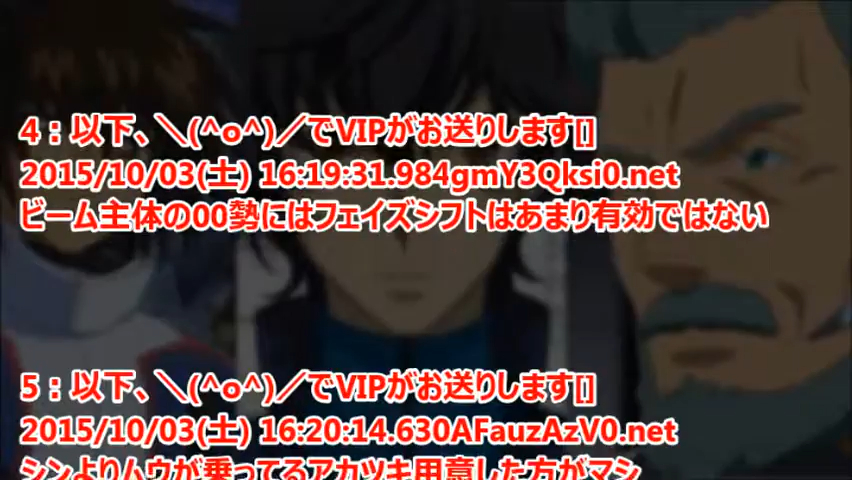 4：以下、＼(^o^)／でVIPがお送りします[]
2015/10/03(土) 16:19:31.984gmY3Qksi0.net
ビーム主体の00勢にはフェイズシフトはあまり有効ではない
5：以下、＼(^o^)／でVIPがお送りします[]
2015/10/03(土) 16:20:14.630AFauzAzV0.net
シンよりムウが乗ってるアカツキ用意した方がマシ